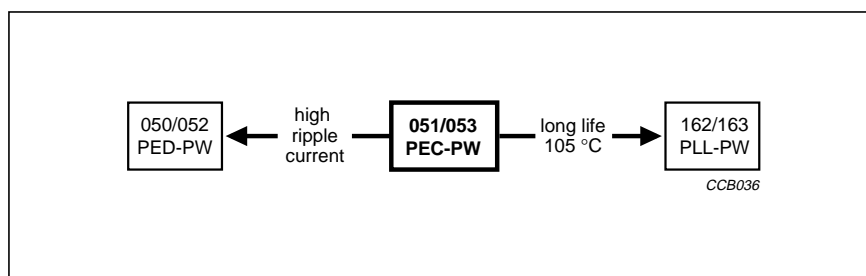 050/052
PED-PW
high
ripple
current
051/053
PEC-PW
long life
105 °C
162/163
PLL-PW
CCB036